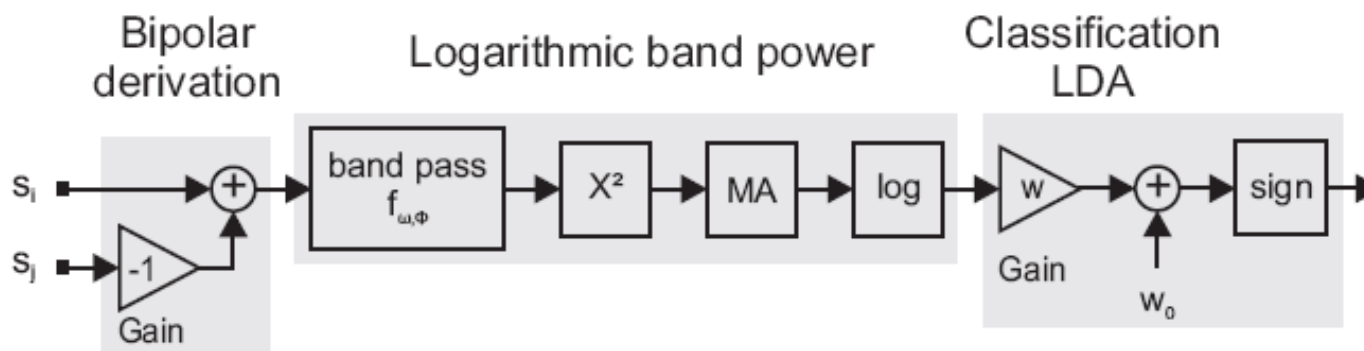 Bipolar
derivation
Logarithmic band power
Classification
LDA
sᵢ
+
band pass
f_ω,Φ
X²
MA
log
w
+
sign
sⱼ
-1
Gain
Gain
w₀